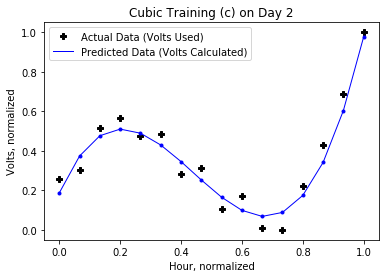 Cubic Training (c) on Day 2
Actual Data (Volts Used)
Predicted Data (Volts Calculated)
Volts, normalized
1.0
0.8
0.6
0.4
0.2
0.0
0.0 0.2 0.4 0.6 0.8 1.0
Hour, normalized